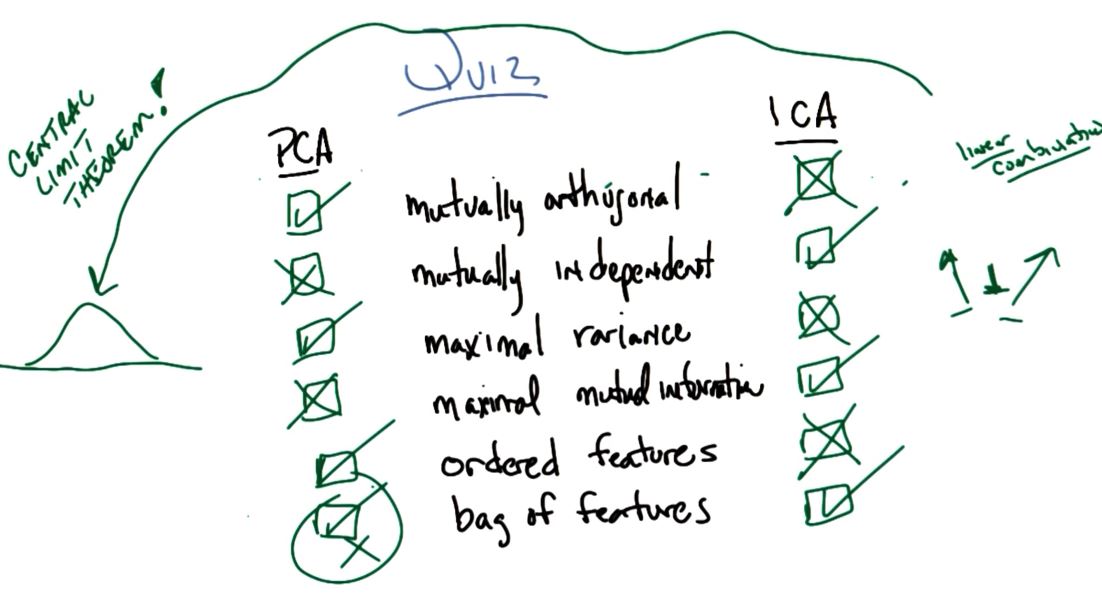 Quiz
CENTRAL
LIMIT
THEOREM!
PCA
ICA
linear
combination
mutually orthogonal
mutually independent
maximal variance
maximal mutual information
ordered features
bag of features